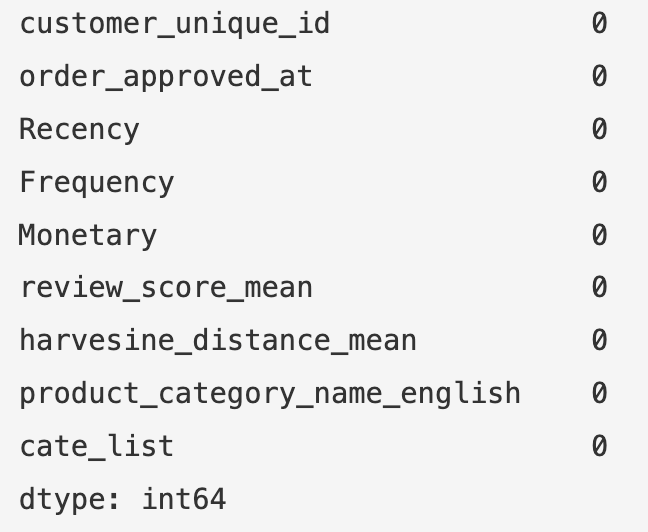 customer_unique_id 0
order_approved_at 0
Recency 0
Frequency 0
Monetary 0
review_score_mean 0
harvesine_distance_mean 0
product_category_name_english 0
cate_list 0
dtype: int64